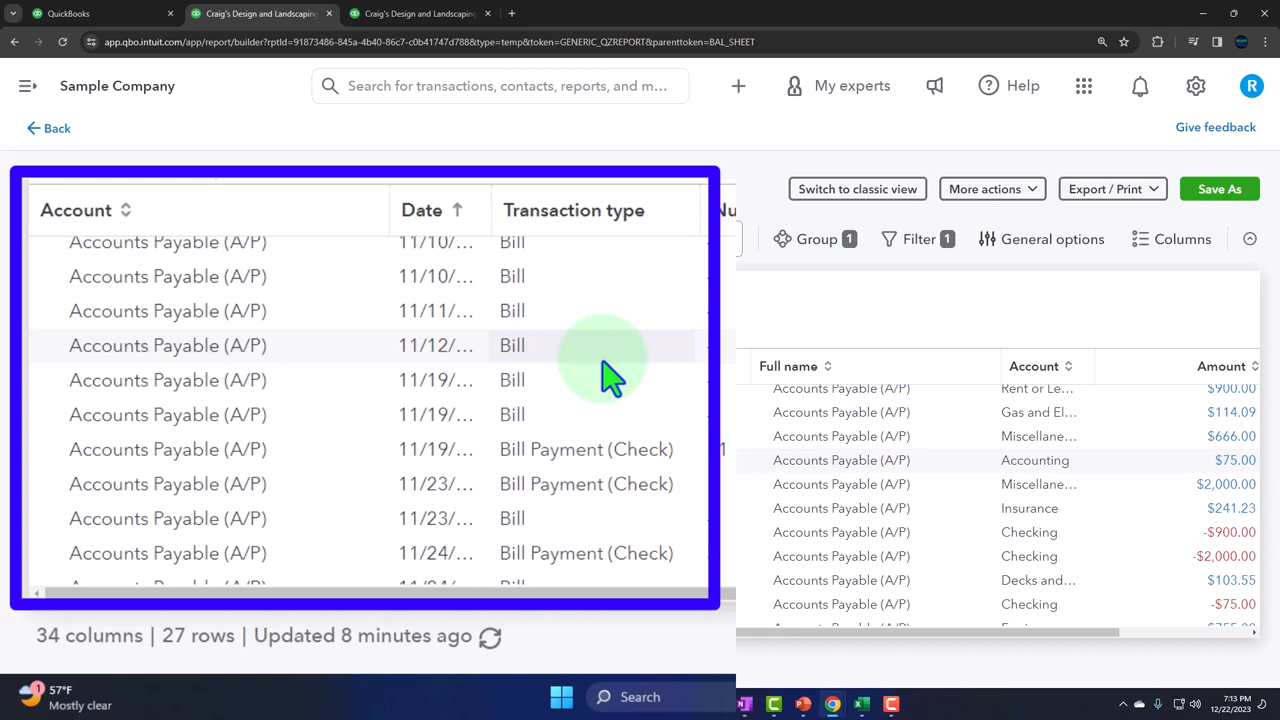 QuickBooks
Craig's Design and Landscaping
Craig's Design and Landscaping
app.qbo.intuit.com/app/report/builder?rptId=91873486-845a-4b40-86c7-c0b41747d788&type=temp&token=GENERIC_QZREPORT&parenttoken=BAL_SHEET
Sample Company
Search for transactions, contacts, reports, and m...
My experts
Help
R
Back
Give feedback
Switch to classic view
More actions
Export / Print
Save As
Group 1
Filter 1
General options
Columns
Account Date Transaction type Nu
Accounts Payable (A/P) 11/10/... Bill
Accounts Payable (A/P) 11/10/... Bill
Accounts Payable (A/P) 11/11/... Bill
Accounts Payable (A/P) 11/12/... Bill
Accounts Payable (A/P) 11/19/... Bill
Accounts Payable (A/P) 11/19/... Bill
Accounts Payable (A/P) 11/19/... Bill Payment (Check) 1
Accounts Payable (A/P) 11/23/... Bill Payment (Check)
Accounts Payable (A/P) 11/23/... Bill
Accounts Payable (A/P) 11/24/... Bill Payment (Check)
34 columns | 27 rows | Updated 8 minutes ago
Full name Account Amount
Accounts Payable (A/P) Rent or Le... $900.00
Accounts Payable (A/P) Gas and El... $114.09
Accounts Payable (A/P) Miscellane... $666.00
Accounts Payable (A/P) Accounting $75.00
Accounts Payable (A/P) Miscellane... $2,000.00
Accounts Payable (A/P) Insurance $241.23
Accounts Payable (A/P) Checking -$900.00
Accounts Payable (A/P) Checking -$2,000.00
Accounts Payable (A/P) Decks and... $103.55
Accounts Payable (A/P) Checking -$75.00
Accounts Payable (A/P) $755.00
1
57°F
Mostly clear
Search
7:13 PM
12/22/2023